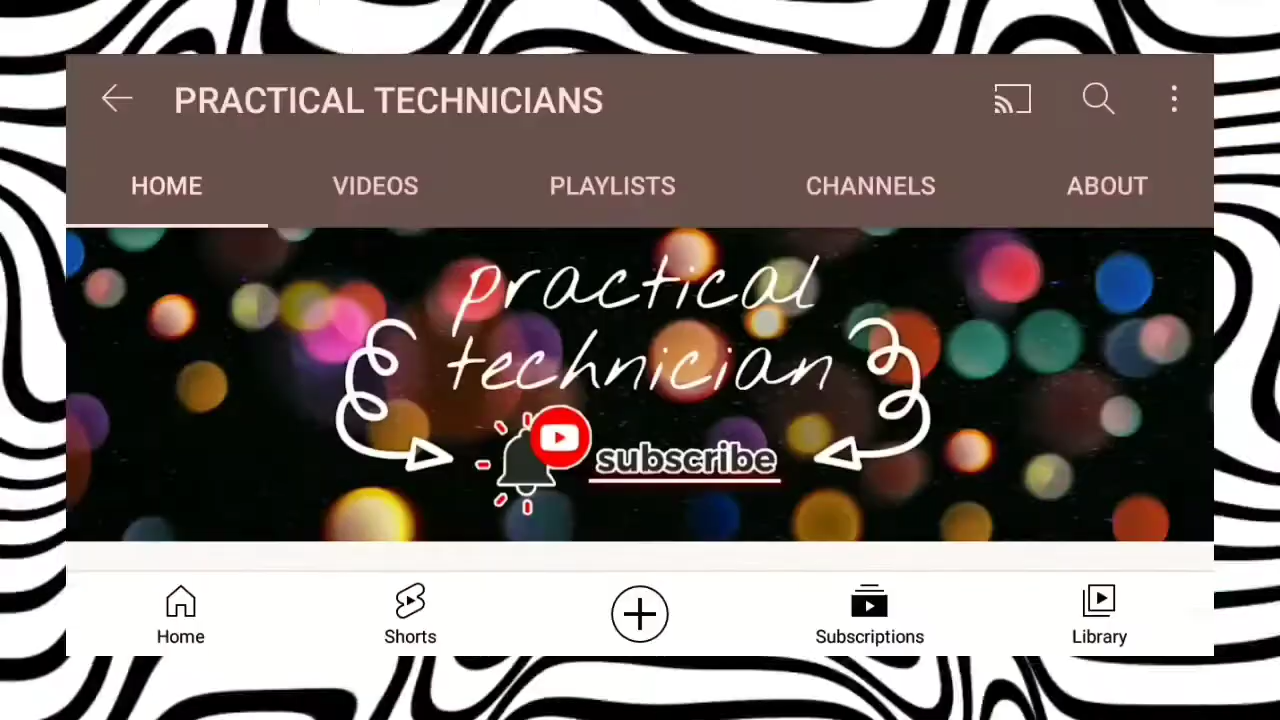 PRACTICAL TECHNICIANS
HOME VIDEOS PLAYLISTS CHANNELS ABOUT
practical
technician
subscribe
Home Shorts Subscriptions Library